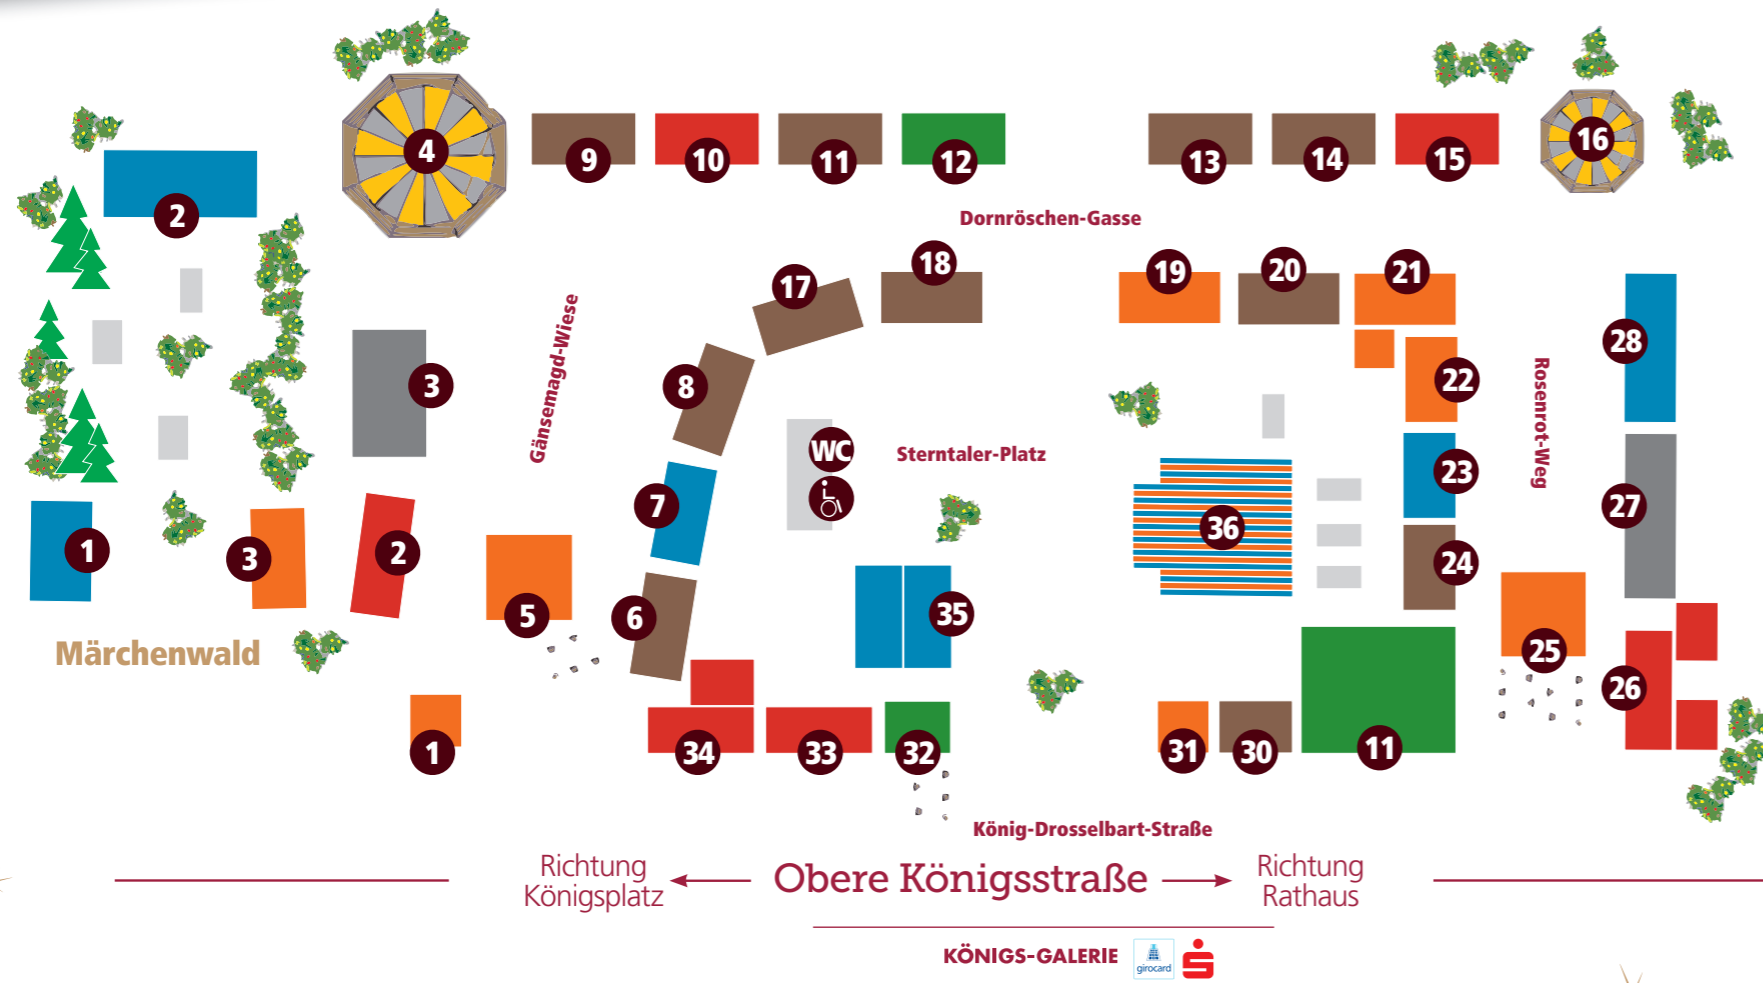 4
9
10
11
12
13
14
15
16
2
Dornröschen-Gasse
17
18
19
20
21
28
Gänsemagd-Wiese
3
8
22
Rosenrot-Weg
WC
Sterntaler-Platz
23
7
27
36
1
3
2
24
5
6
35
25
Märchenwald
26
1
34
33
32
31
30
11
König-Drosselbart-Straße
Richtung
Königsplatz
Obere Königsstraße
Richtung
Rathaus
KÖNIGS-GALERIE
girocard